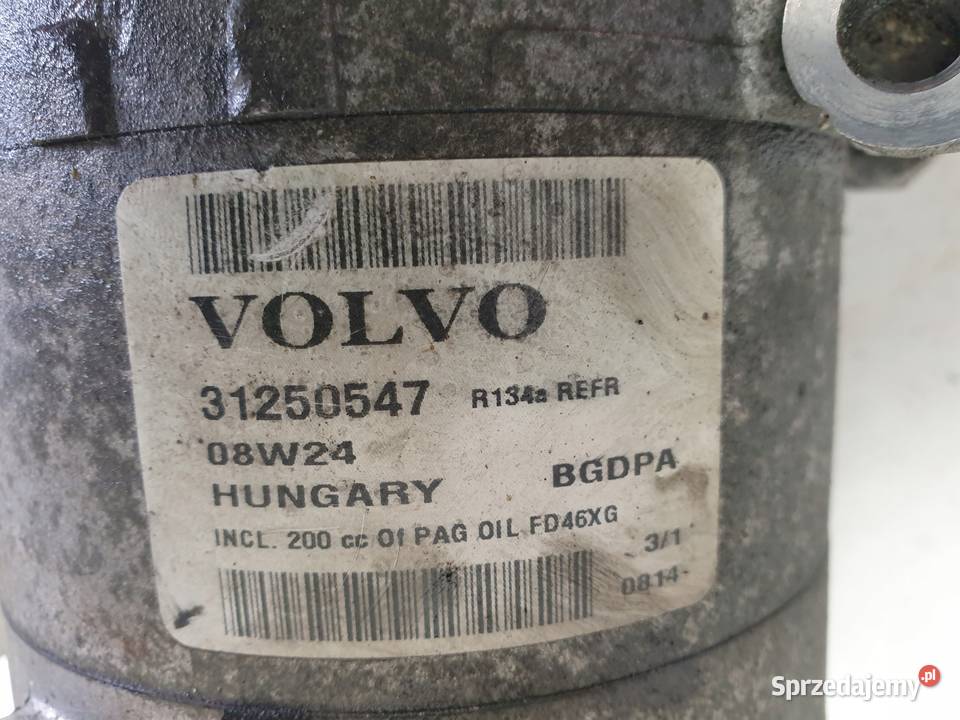 VOLVO
31250547 R134a REFR
08W24
HUNGARY BGDPA
INCL. 200 cc Of PAG OIL FD46XG
3/1
0814
Sprzedajemy.pl